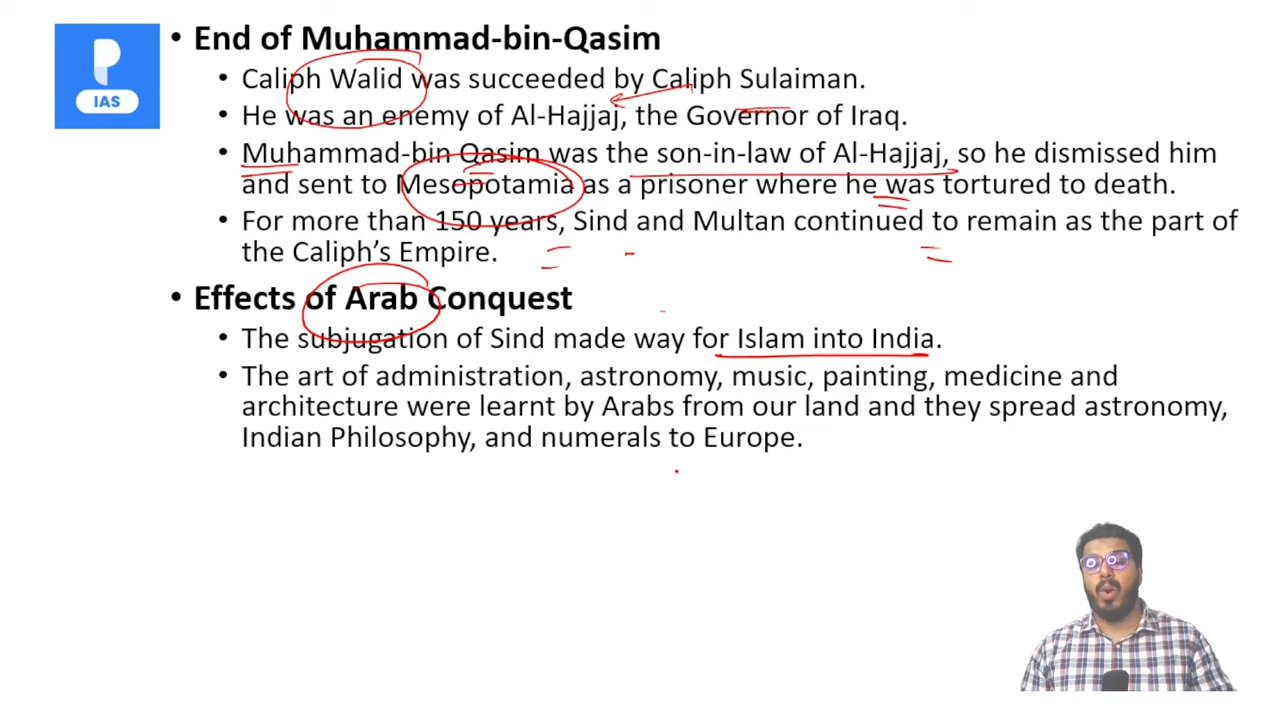 IAS
• End of Muhammad-bin-Qasim
• Caliph Walid was succeeded by Caliph Sulaiman.
• He was an enemy of Al-Hajjaj, the Governor of Iraq.
• Muhammad-bin Qasim was the son-in-law of Al-Hajjaj, so he dismissed him
and sent to Mesopotamia as a prisoner where he was tortured to death.
• For more than 150 years, Sind and Multan continued to remain as the part of
the Caliph’s Empire.
• Effects of Arab Conquest
• The subjugation of Sind made way for Islam into India.
• The art of administration, astronomy, music, painting, medicine and
architecture were learnt by Arabs from our land and they spread astronomy,
Indian Philosophy, and numerals to Europe.